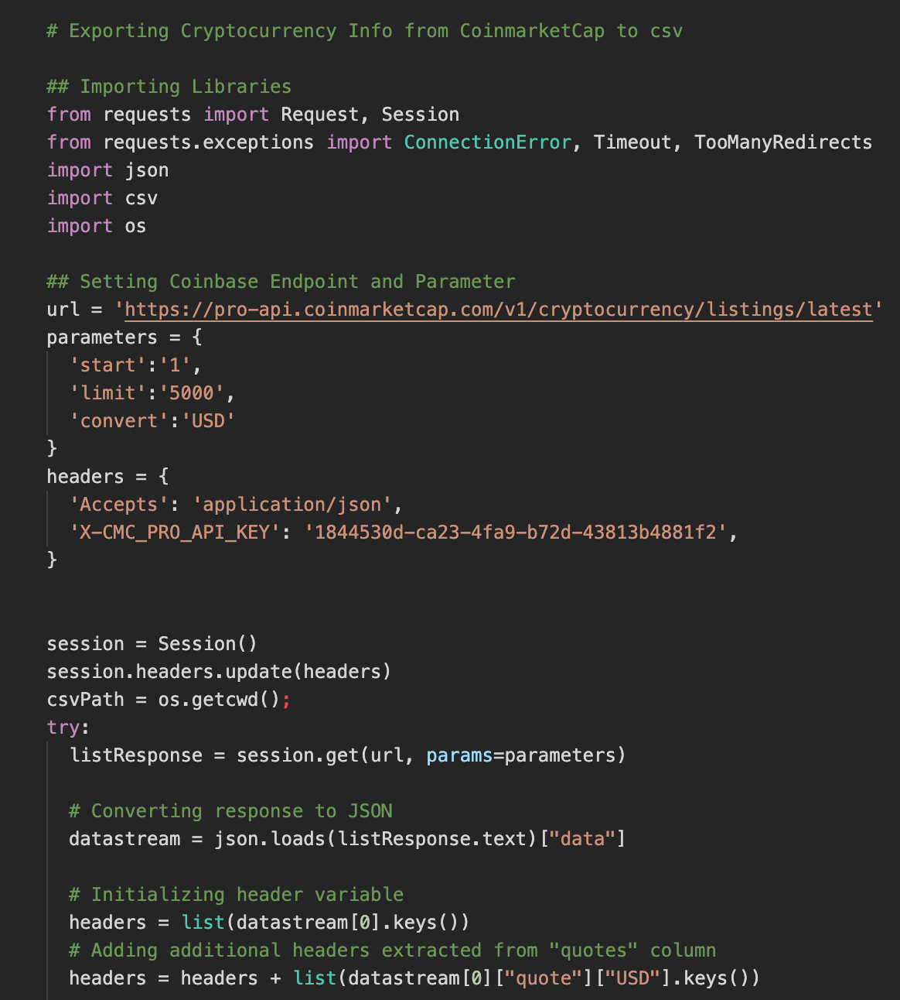 # Exporting Cryptocurrency Info from CoinmarketCap to csv
## Importing Libraries
from requests import Request, Session
from requests.exceptions import ConnectionError, Timeout, TooManyRedirects
import json
import csv
import os
## Setting Coinbase Endpoint and Parameter
url = 'https://pro-api.coinmarketcap.com/v1/cryptocurrency/listings/latest'
parameters = {
  'start':'1',
  'limit':'5000',
  'convert':'USD'
}
headers = {
  'Accepts': 'application/json',
  'X-CMC_PRO_API_KEY': '1844530d-ca23-4fa9-b72d-43813b4881f2',
}
session = Session()
session.headers.update(headers)
csvPath = os.getcwd();
try:
  listResponse = session.get(url, params=parameters)
  # Converting response to JSON
  datastream = json.loads(listResponse.text)["data"]
  # Initializing header variable
  headers = list(datastream[0].keys())
  # Adding additional headers extracted from "quotes" column
  headers = headers + list(datastream[0]["quote"]["USD"].keys())